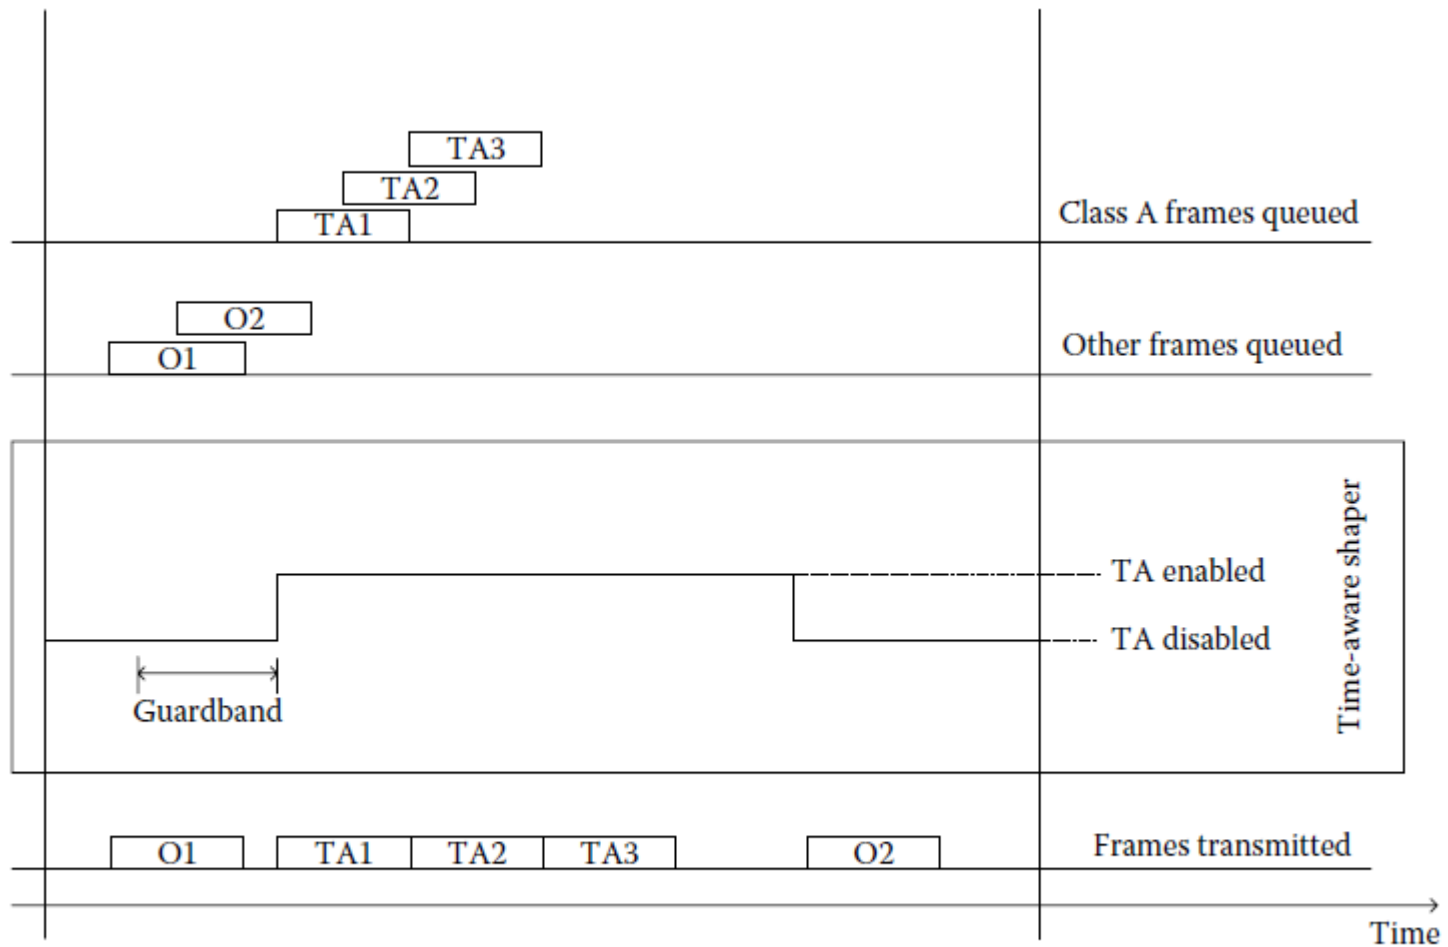 TA3
TA2
TA1
Class A frames queued
O2
O1
Other frames queued
TA enabled
TA disabled
Time-aware shaper
Guardband
O1 TA1 TA2 TA3 O2 Frames transmitted
Time